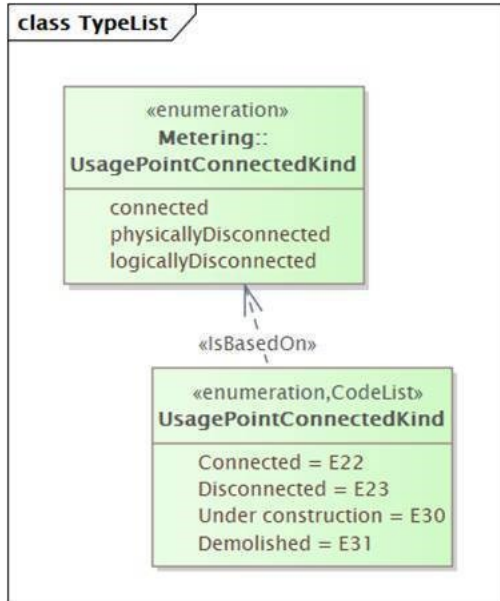 class TypeList
«enumeration»
Metering::
UsagePointConnectedKind
connected
physicallyDisconnected
logicallyDisconnected
«IsBasedOn»
«enumeration,CodeList»
UsagePointConnectedKind
Connected = E22
Disconnected = E23
Under construction = E30
Demolished = E31